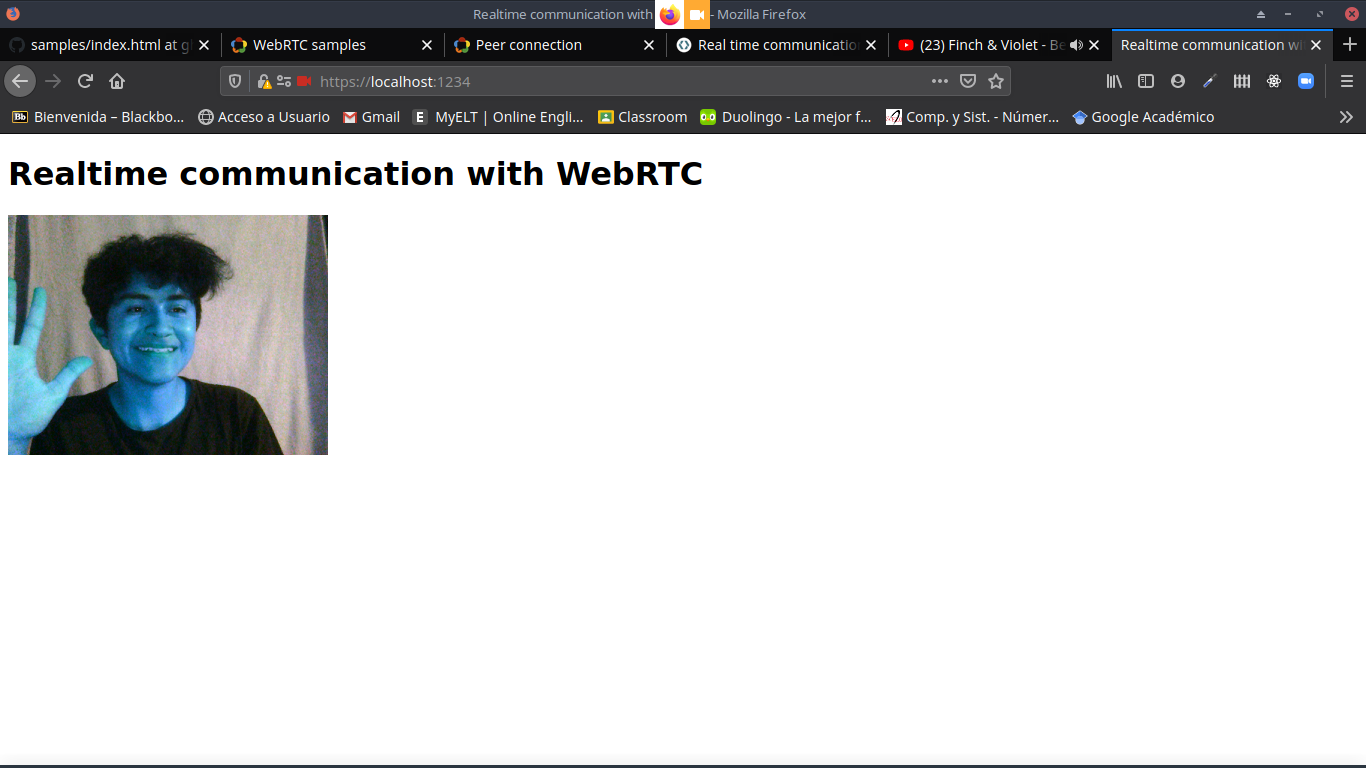 Realtime communication with - Mozilla Firefox
samples/index.html at g
WebRTC samples
Peer connection
Real time communication
(23) Finch & Violet - Be
Realtime communication wi
https://localhost:1234
Bb Bienvenida – Blackbo...
Acceso a Usuario
Gmail
E MyELT | Online Engli...
Classroom
Duolingo - La mejor f...
Comp. y Sist. - Númer...
Google Académico
Realtime communication with WebRTC